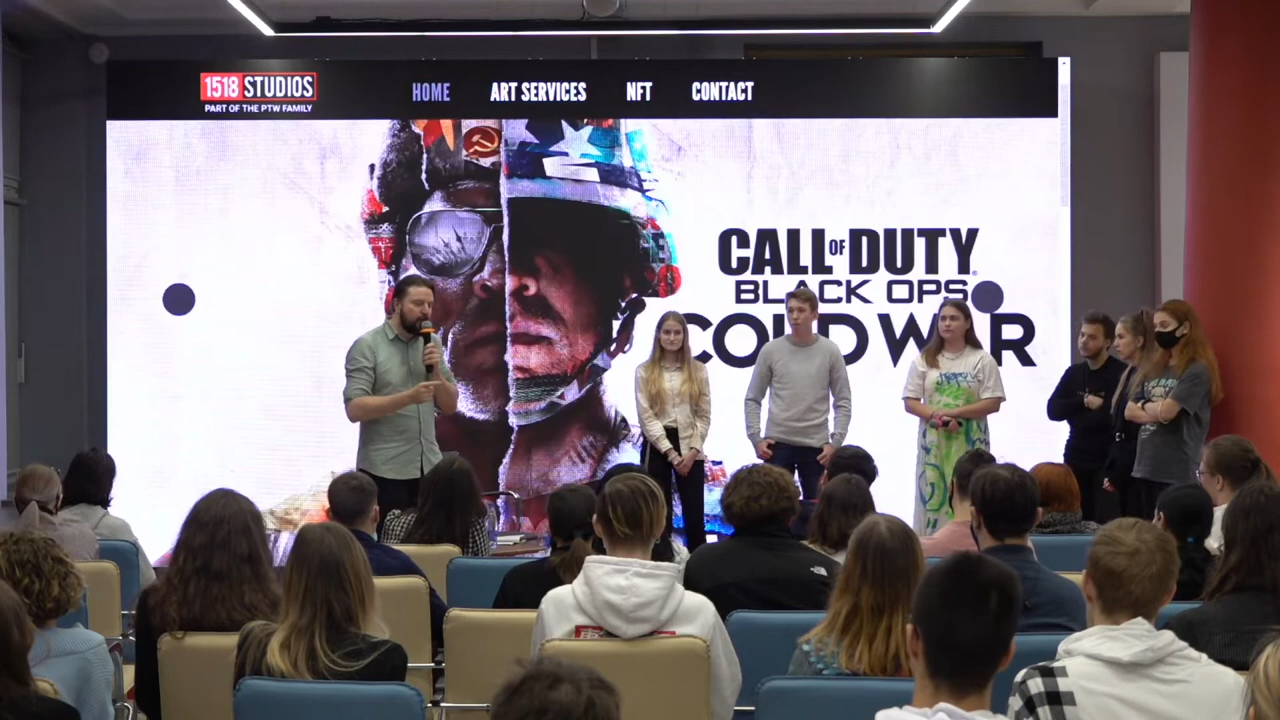 1518 STUDIOS
PART OF THE PTW FAMILY
HOME ART SERVICES NFT CONTACT
CALL OF DUTY
BLACK OPS
COLD WAR